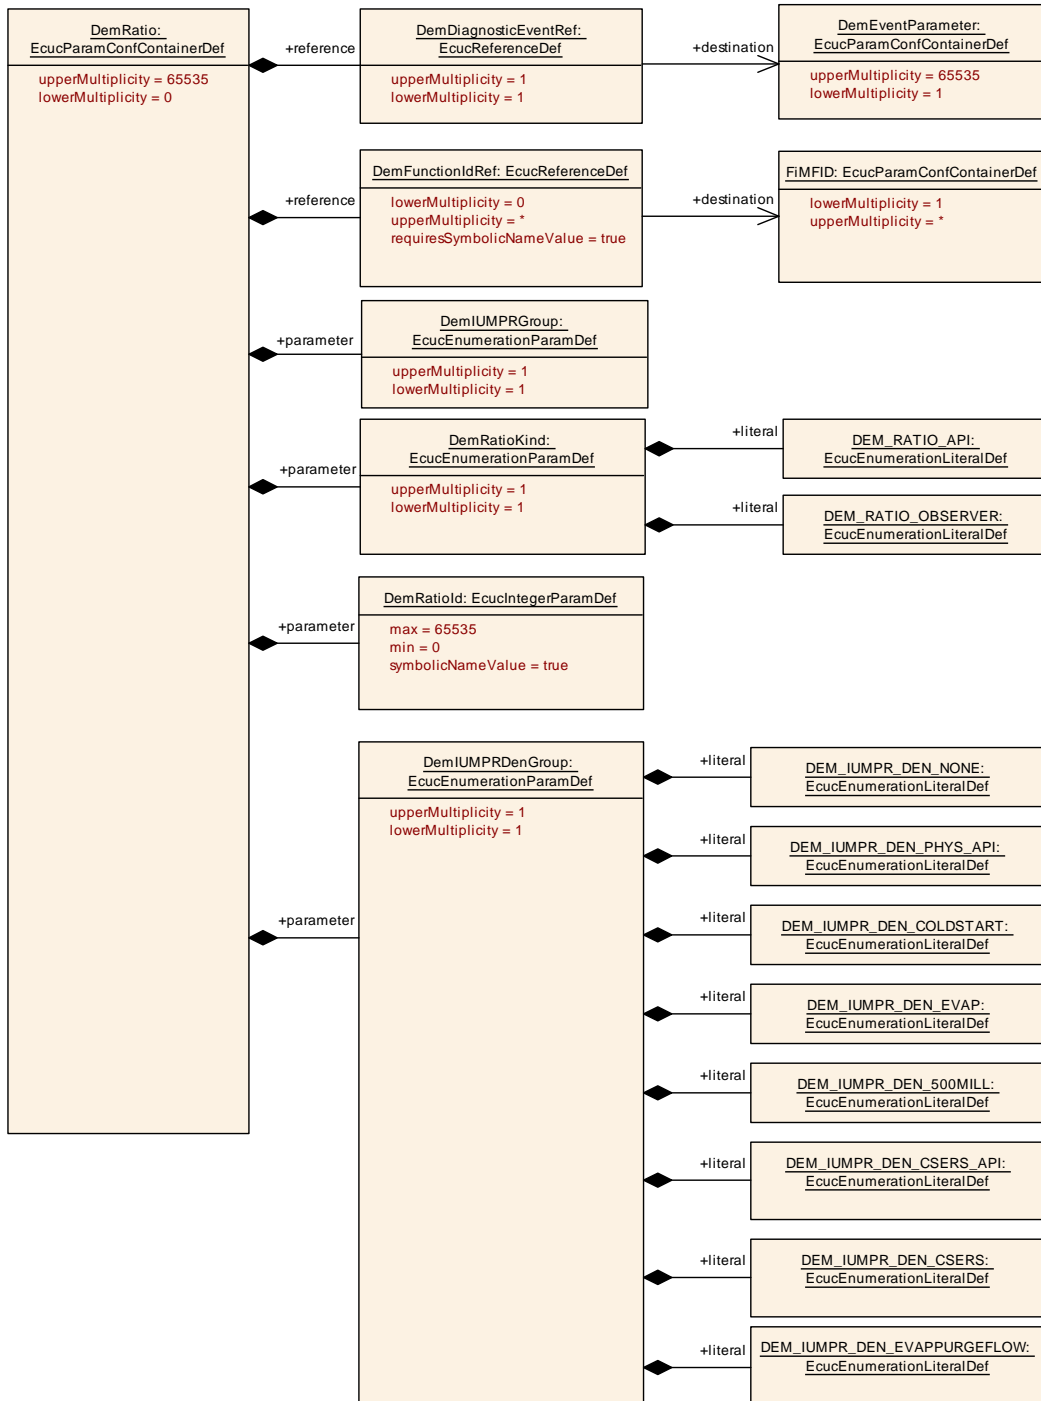 DemRatio:
EcucParamConfContainerDef
upperMultiplicity = 65535
lowerMultiplicity = 0
+reference
DemDiagnosticEventRef:
EcucReferenceDef
upperMultiplicity = 1
lowerMultiplicity = 1
+destination
DemEventParameter:
EcucParamConfContainerDef
upperMultiplicity = 65535
lowerMultiplicity = 1
+reference
DemFunctionIdRef: EcucReferenceDef
lowerMultiplicity = 0
upperMultiplicity = *
requiresSymbolicNameValue = true
+destination
FiMFID: EcucParamConfContainerDef
lowerMultiplicity = 1
upperMultiplicity = *
+parameter
DemIUMPRGroup:
EcucEnumerationParamDef
upperMultiplicity = 1
lowerMultiplicity = 1
+parameter
DemRatioKind:
EcucEnumerationParamDef
upperMultiplicity = 1
lowerMultiplicity = 1
+literal
DEM_RATIO_API:
EcucEnumerationLiteralDef
+literal
DEM_RATIO_OBSERVER:
EcucEnumerationLiteralDef
+parameter
DemRatioId: EcucIntegerParamDef
max = 65535
min = 0
symbolicNameValue = true
+parameter
DemIUMPRDenGroup:
EcucEnumerationParamDef
upperMultiplicity = 1
lowerMultiplicity = 1
+literal
DEM_IUMPR_DEN_NONE:
EcucEnumerationLiteralDef
+literal
DEM_IUMPR_DEN_PHYS_API:
EcucEnumerationLiteralDef
+literal
DEM_IUMPR_DEN_COLDSTART:
EcucEnumerationLiteralDef
+literal
DEM_IUMPR_DEN_EVAP:
EcucEnumerationLiteralDef
+literal
DEM_IUMPR_DEN_500MILL:
EcucEnumerationLiteralDef
+literal
DEM_IUMPR_DEN_CSERS_API:
EcucEnumerationLiteralDef
+literal
DEM_IUMPR_DEN_CSERS:
EcucEnumerationLiteralDef
+literal
DEM_IUMPR_DEN_EVAPPURGEFLOW:
EcucEnumerationLiteralDef